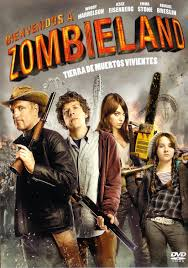 WOODY HARRELSON JESSE EISENBERG EMMA STONE ABIGAIL BRESLIN
BIENVENIDOS A
ZOMBIELAND
TIERRA DE MUERTOS VIVIENTES
DVD